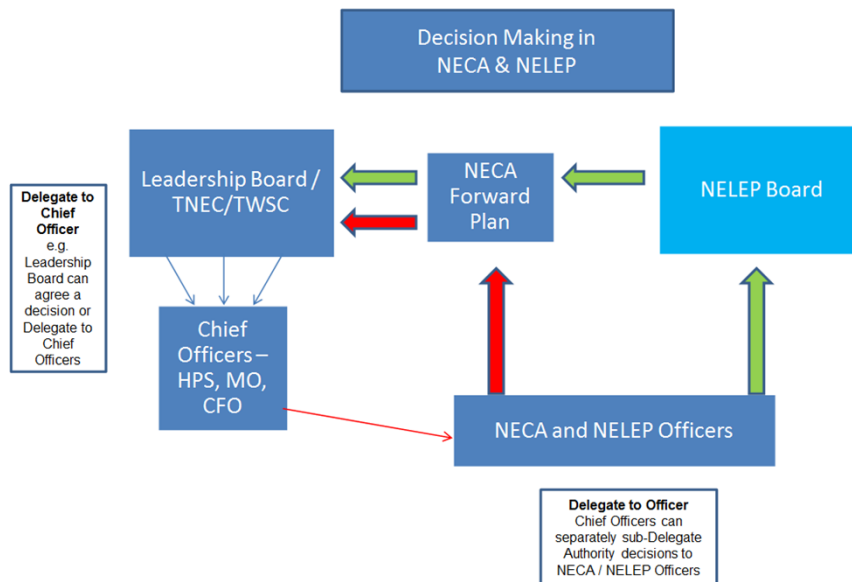 Decision Making in
NECA & NELEP
Leadership Board /
TNEC/TWSC
NECA
Forward
Plan
NELEP Board
Delegate to
Chief
Officer
e.g.
Leadership
Board can
agree a
decision or
Delegate to
Chief
Officers
Chief
Officers –
HPS, MO,
CFO
NECA and NELEP Officers
Delegate to Officer
Chief Officers can
separately sub-Delegate
Authority decisions to
NECA / NELEP Officers